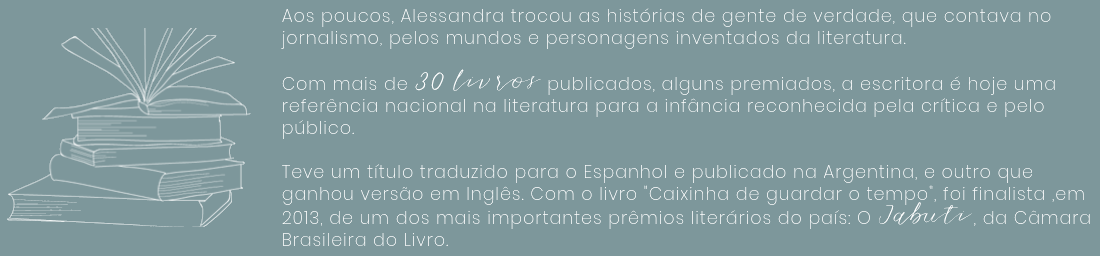 Aos poucos, Alessandra trocou as histórias de gente de verdade, que contava no
jornalismo, pelos mundos e personagens inventados da literatura.
Com mais de 30 livros publicados, alguns premiados, a escritora é hoje uma
referência nacional na literatura para a infância reconhecida pela crítica e pelo
público.
Teve um título traduzido para o Espanhol e publicado na Argentina, e outro que
ganhou versão em Inglês. Com o livro "Caixinha de guardar o tempo", foi finalista ,em
2013, de um dos mais importantes prêmios literários do país: O Jabuti, da Câmara
Brasileira do Livro.